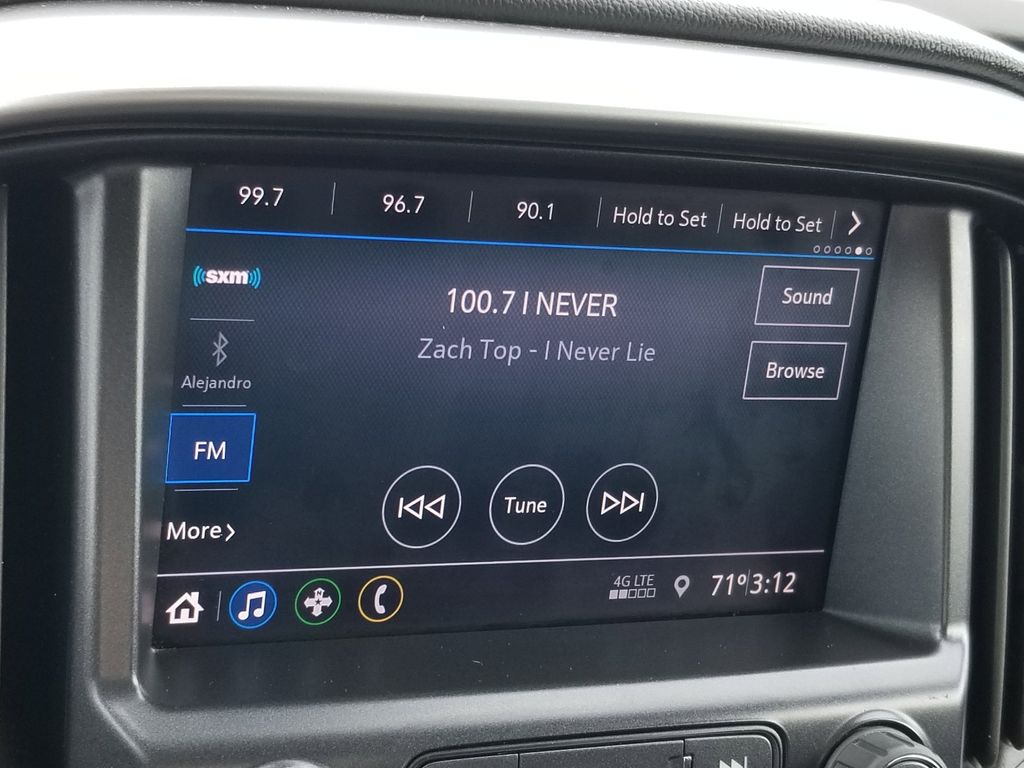 99.7 96.7 90.1 Hold to Set Hold to Set
sxm
100.7 I NEVER
Sound
Zach Top - I Never Lie
Alejandro
Browse
FM
Tune
More
4G LTE
71° 3:12
N